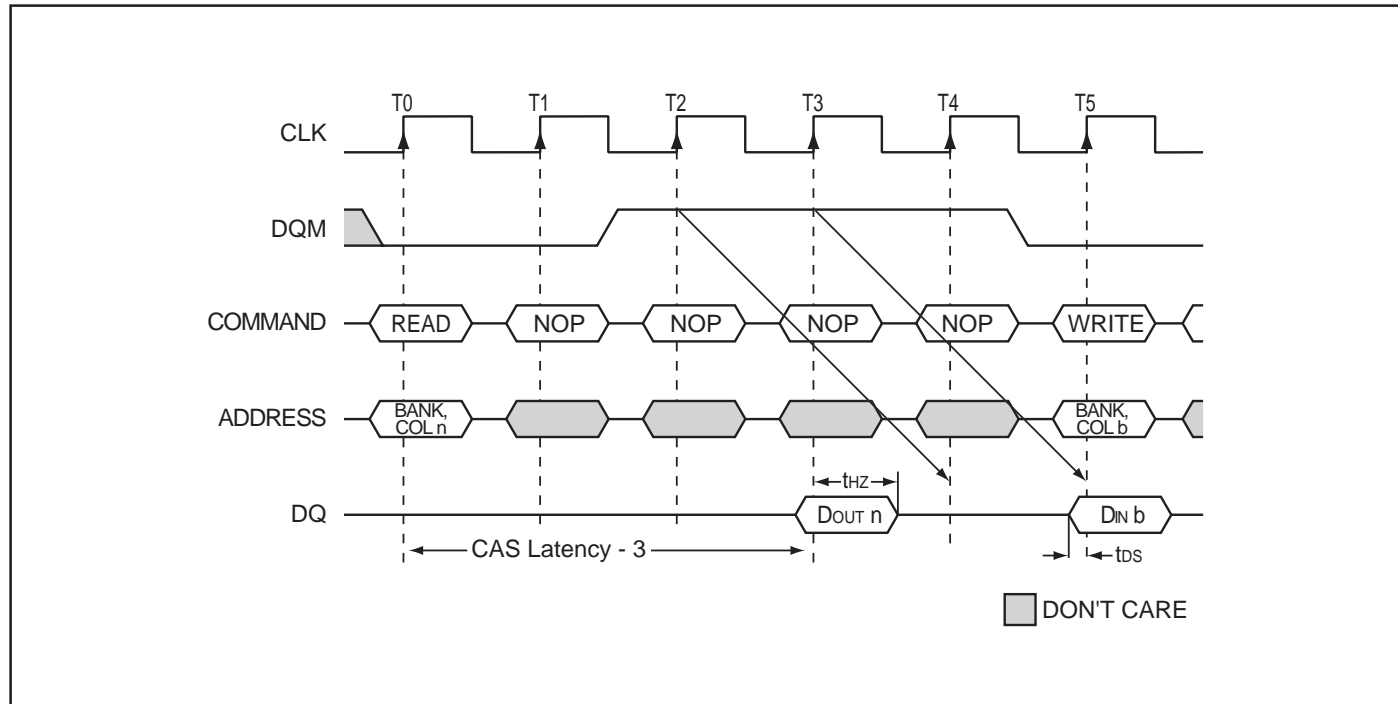 T0 T1 T2 T3 T4 T5
CLK
DQM
COMMAND READ NOP NOP NOP NOP WRITE
ADDRESS BANK, COL n BANK, COL b
tHZ
DQ DOUT n DIN b
CAS Latency - 3 tDS
DON'T CARE